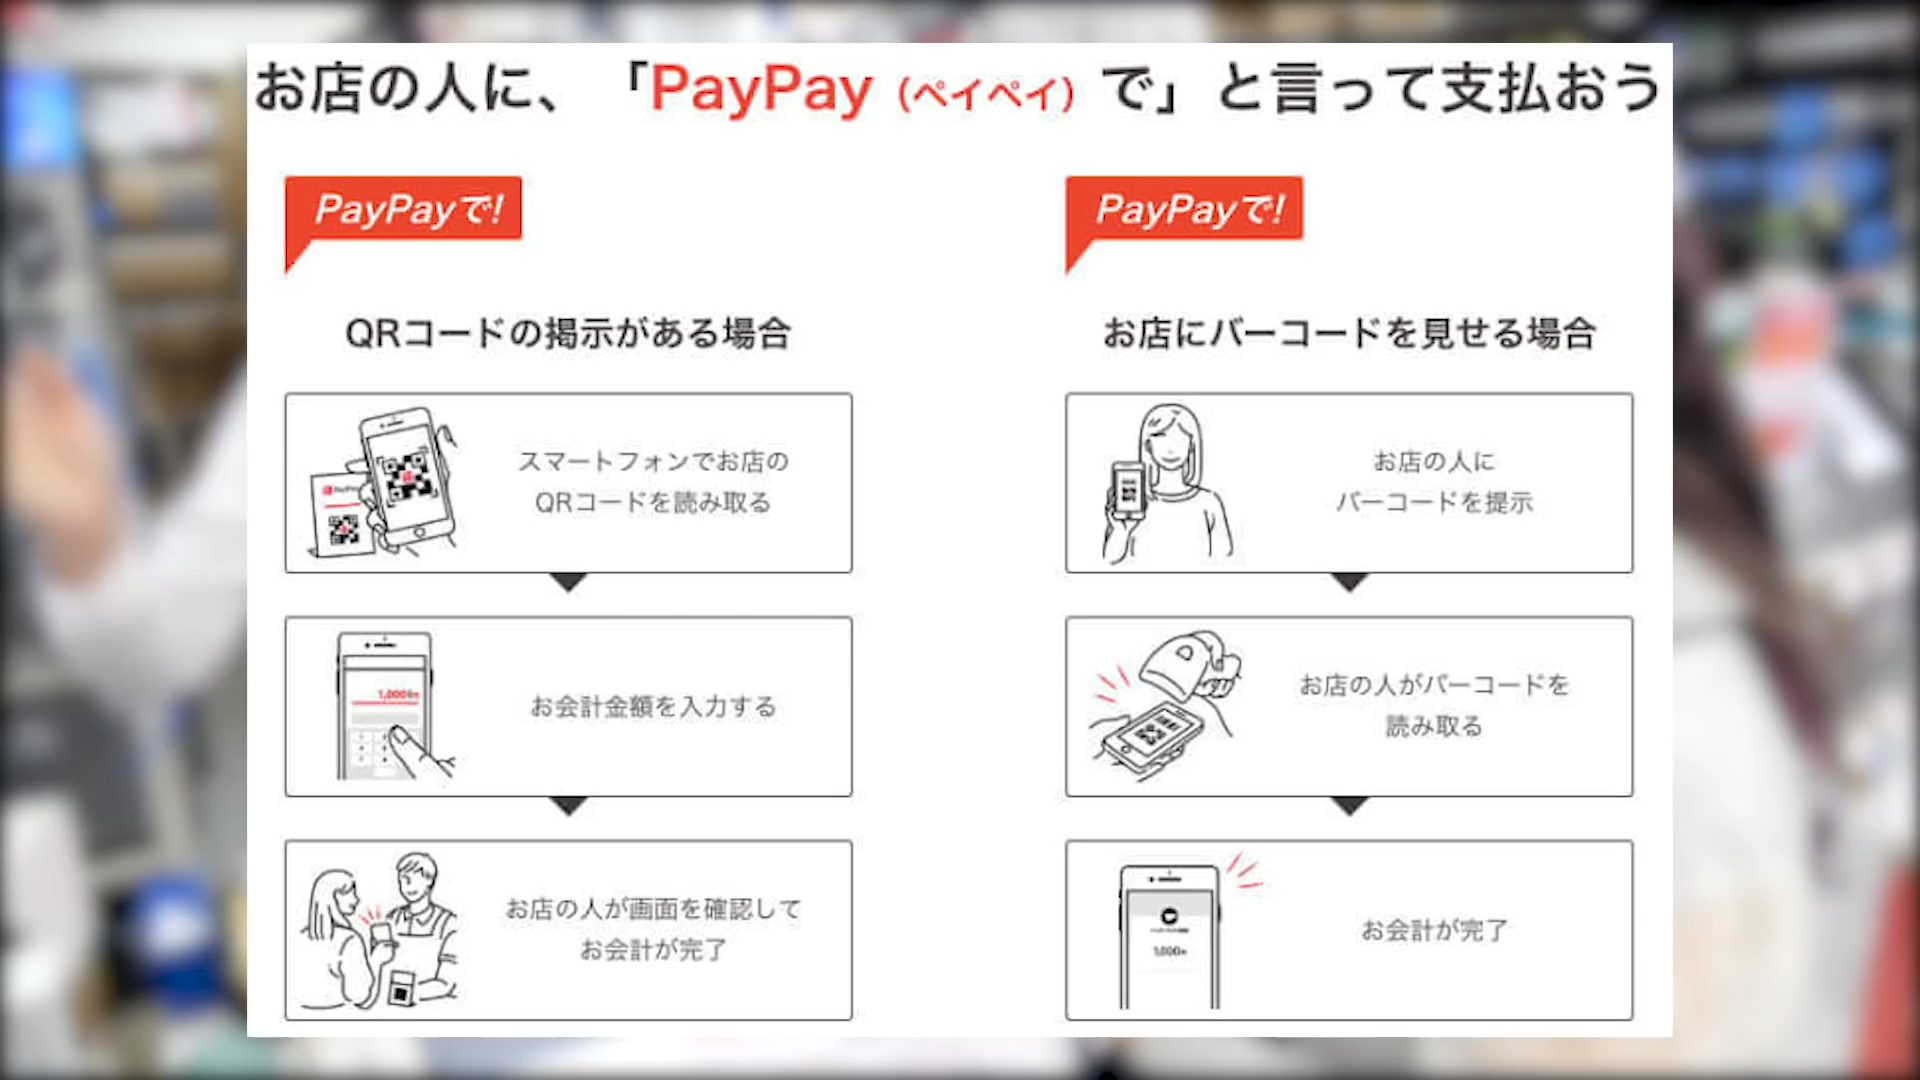 お店の人に、「PayPay（ペイペイ）で」と言って支払おう
PayPayで!
QRコードの掲示がある場合
スマートフォンでお店の
QRコードを読み取る
お会計金額を入力する
1,000
お店の人が画面を確認して
お会計が完了
PayPayで!
お店にバーコードを見せる場合
お店の人に
バーコードを提示
お店の人がバーコードを
読み取る
お会計が完了
1,000